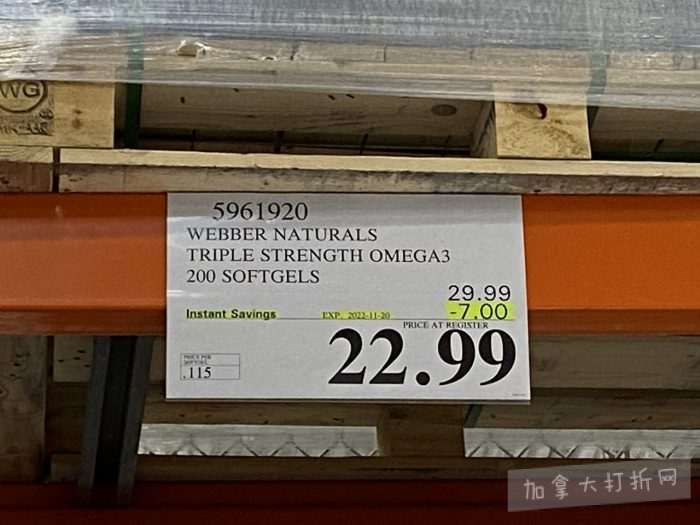 WG
5961920
WEBBER NATURALS
TRIPLE STRENGTH OMEGA3
200 SOFTGELS
29.99
Instant Savings EXP. 2022-11-20 -7.00
PRICE AT REGISTER
22.99
PRICE PER
SOFTGEL
.115
加拿大打折网